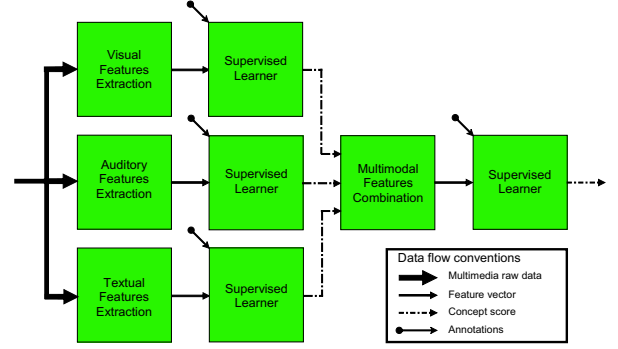 Visual
Features
Extraction
Supervised
Learner
Auditory
Features
Extraction
Supervised
Learner
Multimodal
Features
Combination
Supervised
Learner
Textual
Features
Extraction
Supervised
Learner
Data flow conventions
Multimedia raw data
Feature vector
Concept score
Annotations